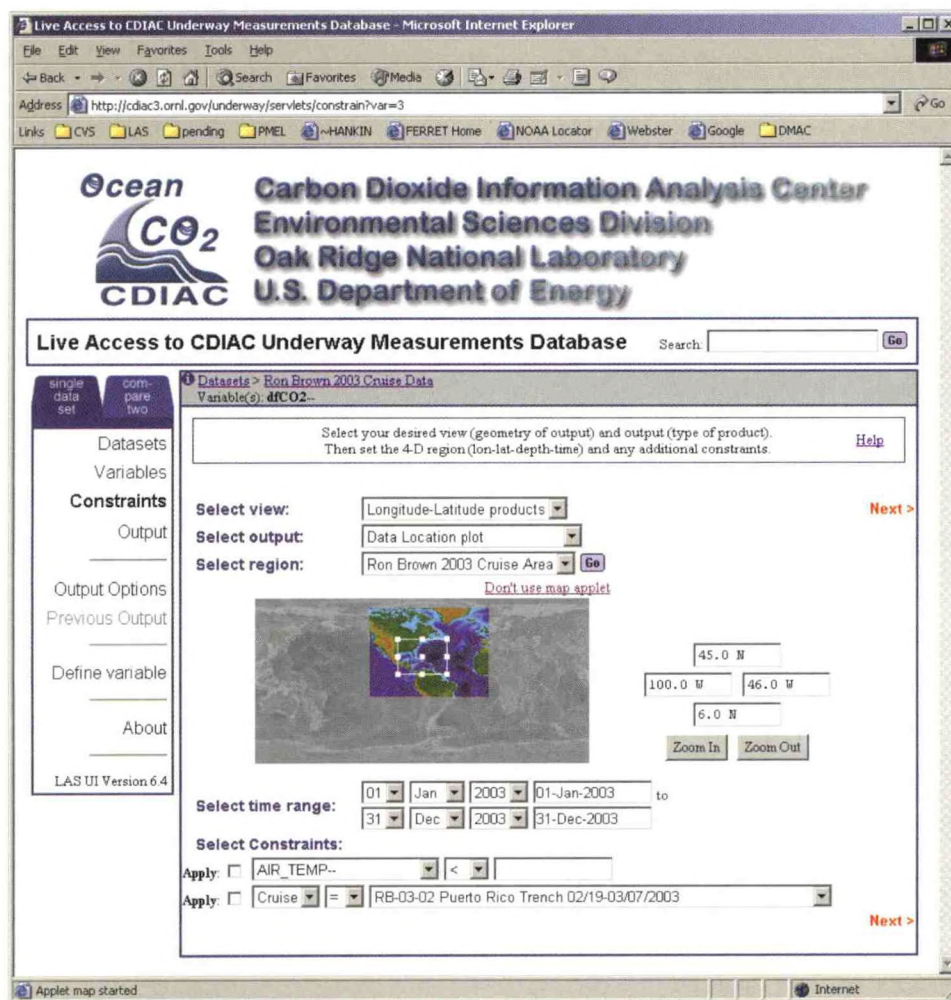 Live Access to CDIAC Underway Measurements Database - Microsoft Internet Explorer
File Edit View Favorites Tools Help
Back Search Favorites Media
Address http://cdiac3.ornl.gov/underway/servlets/constrain?var=3 Go
Links CVS LAS pending PMEL ~HANKIN FERRET Home NOAA Locator Webster Google DMAC
Ocean CO2 CDIAC
Carbon Dioxide Information Analysis Center
Environmental Sciences Division
Oak Ridge National Laboratory
U.S. Department of Energy
Live Access to CDIAC Underway Measurements Database Search: Go
single data set
com-pare two
Datasets
Variables
Constraints
Output
Output Options
Previous Output
Define variable
About
LAS UI Version 6.4
Datasets > Ron Brown 2003 Cruise Data
Variable(s): dfCO2--
Select your desired view (geometry of output) and output (type of product).
Then set the 4-D region (lon-lat-depth-time) and any additional constraints.
Help
Select view: Longitude-Latitude products Next >
Select output: Data Location plot
Select region: Ron Brown 2003 Cruise Area Go
Don't use map applet
45.0 N
100.0 W 46.0 W
6.0 N
Zoom In Zoom Out
Select time range: 01 Jan 2003 01-Jan-2003 to
31 Dec 2003 31-Dec-2003
Select Constraints:
Apply: AIR_TEMP-- <
Apply: Cruise = RB-03-02 Puerto Rico Trench 02/19-03/07/2003
Next >
Applet map started Internet